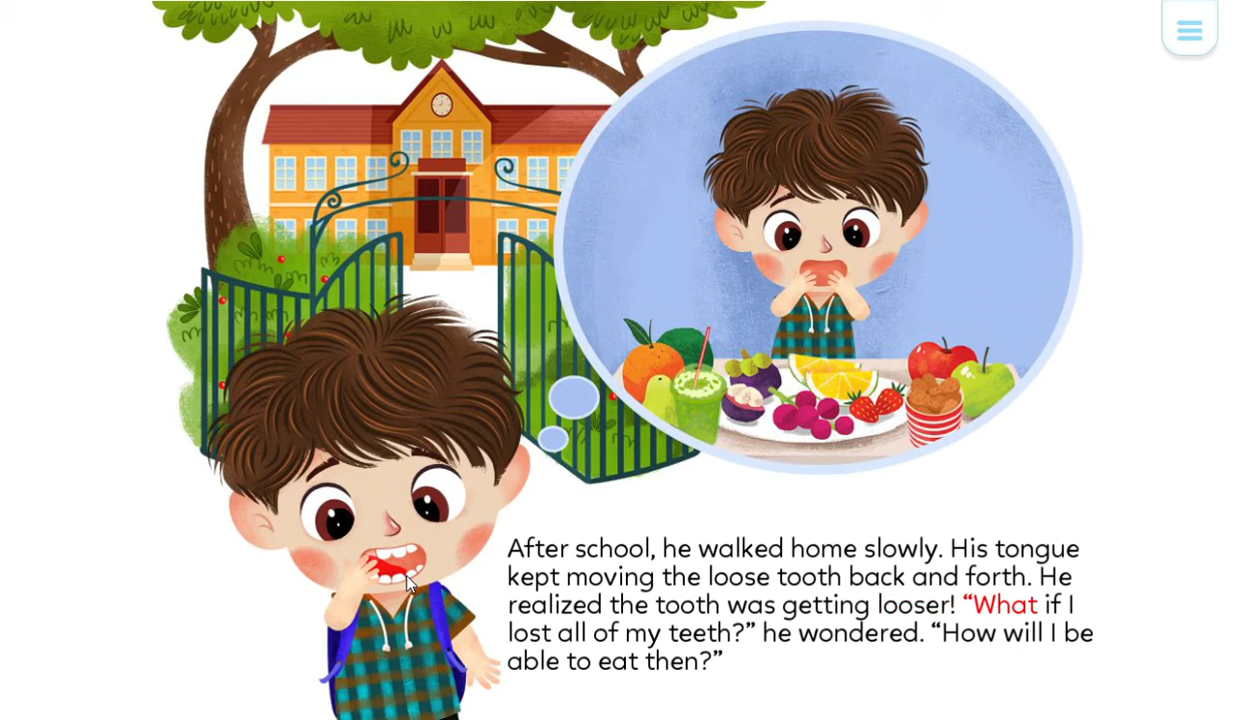 After school, he walked home slowly. His tongue
kept moving the loose tooth back and forth. He
realized the tooth was getting looser! “What if I
lost all of my teeth?” he wondered. “How will I be
able to eat then?”